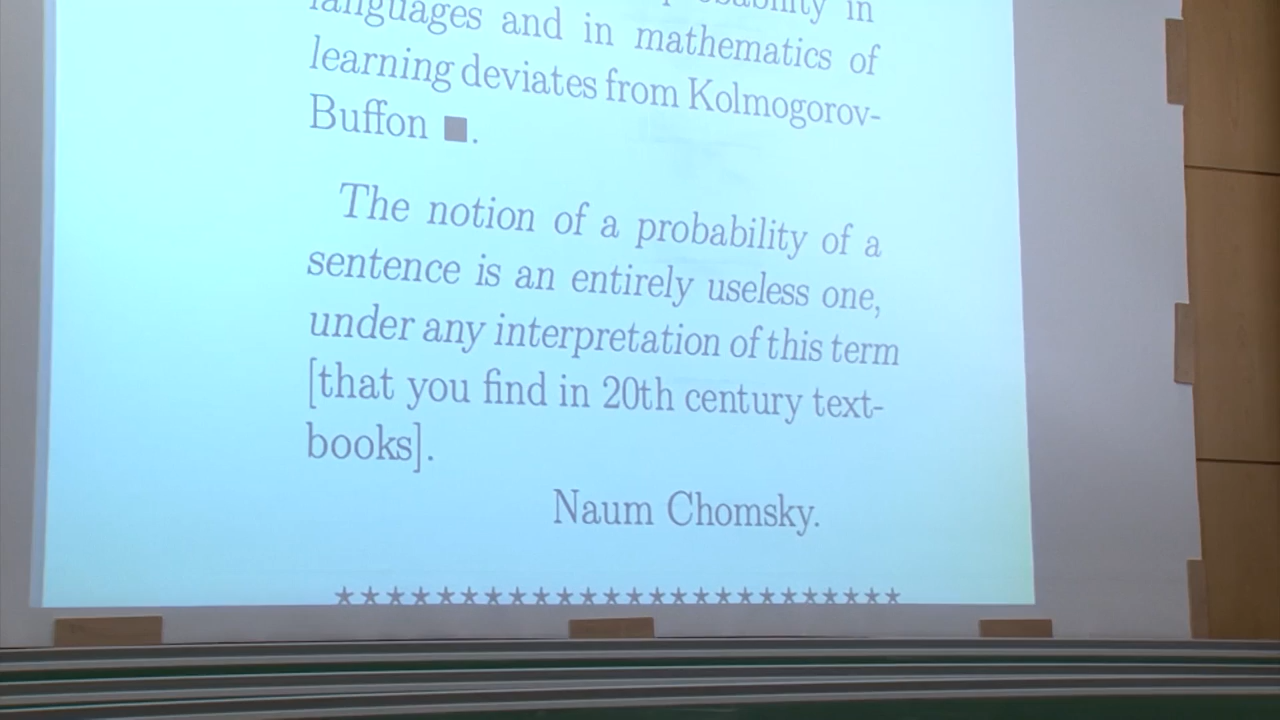 in
languages and in mathematics of
learning deviates from Kolmogorov-
Buffon ■.
The notion of a probability of a
sentence is an entirely useless one,
under any interpretation of this term
[that you find in 20th century text-
books].
Naum Chomsky.
★★★★★★★★★★★★★★★★★★★★★★★★